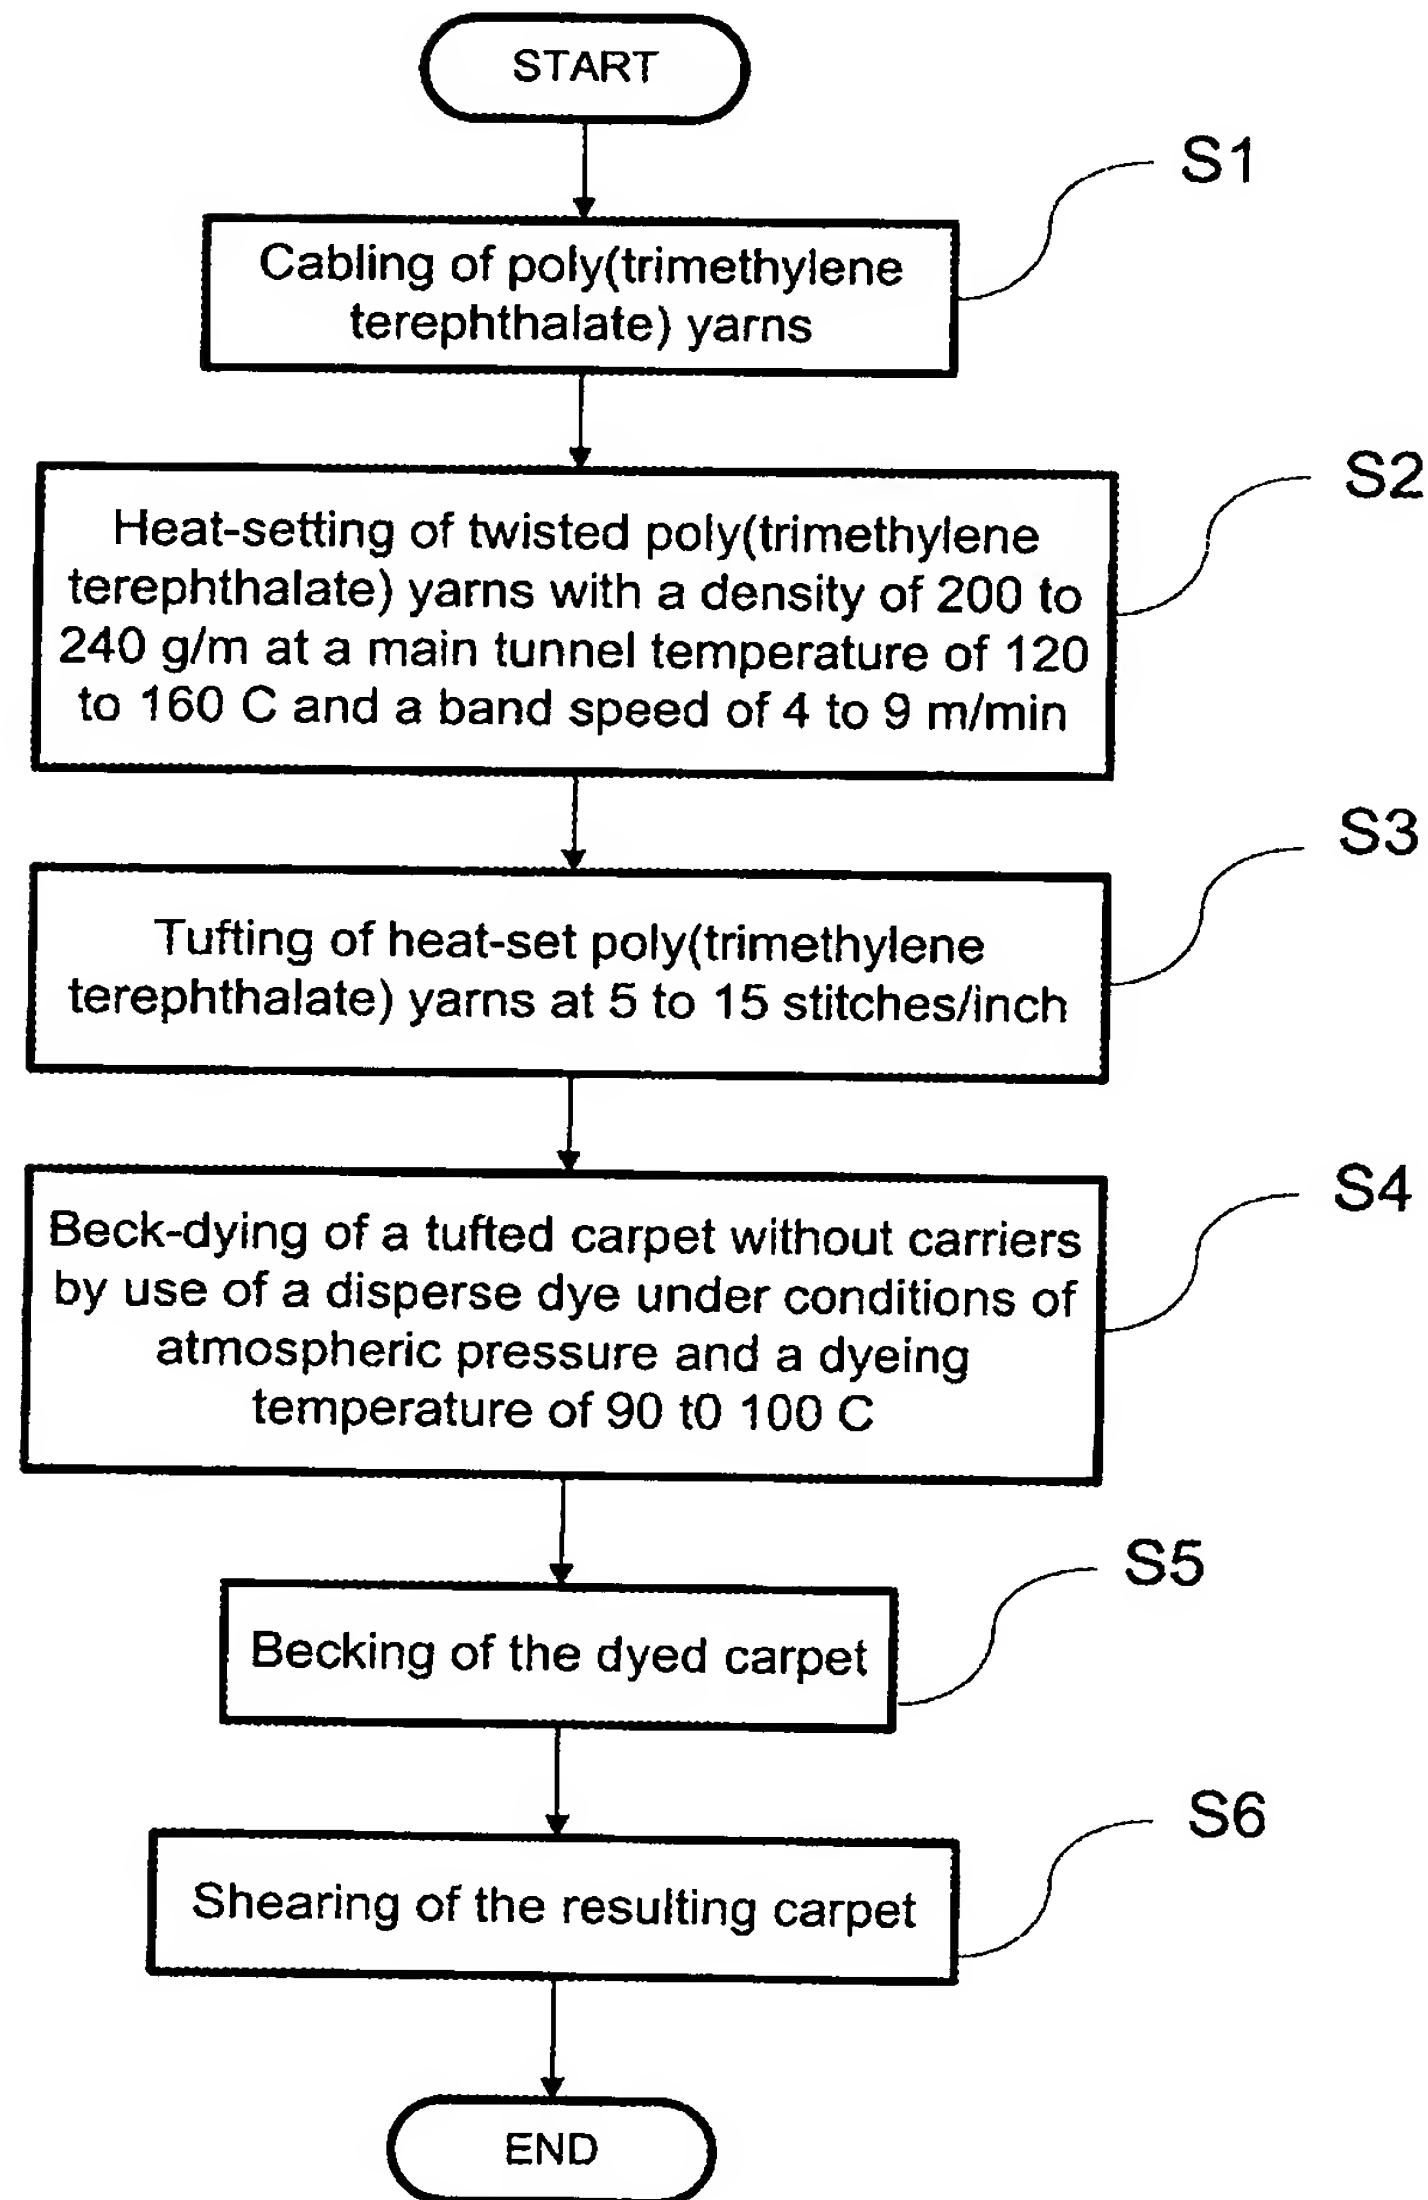 START
S1
Cabling of poly(trimethylene
terephthalate) yarns
S2
Heat-setting of twisted poly(trimethylene
terephthalate) yarns with a density of 200 to
240 g/m at a main tunnel temperature of 120
to 160 C and a band speed of 4 to 9 m/min
S3
Tufting of heat-set poly(trimethylene
terephthalate) yarns at 5 to 15 stitches/inch
S4
Beck-dying of a tufted carpet without carriers
by use of a disperse dye under conditions of
atmospheric pressure and a dyeing
temperature of 90 t0 100 C
S5
Becking of the dyed carpet
S6
Shearing of the resulting carpet
END